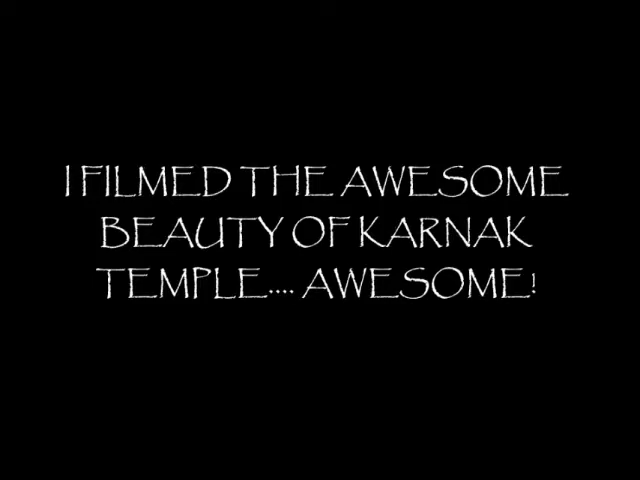 I FILMED THE AWESOME
BEAUTY OF KARNAK
TEMPLE.... AWESOME!